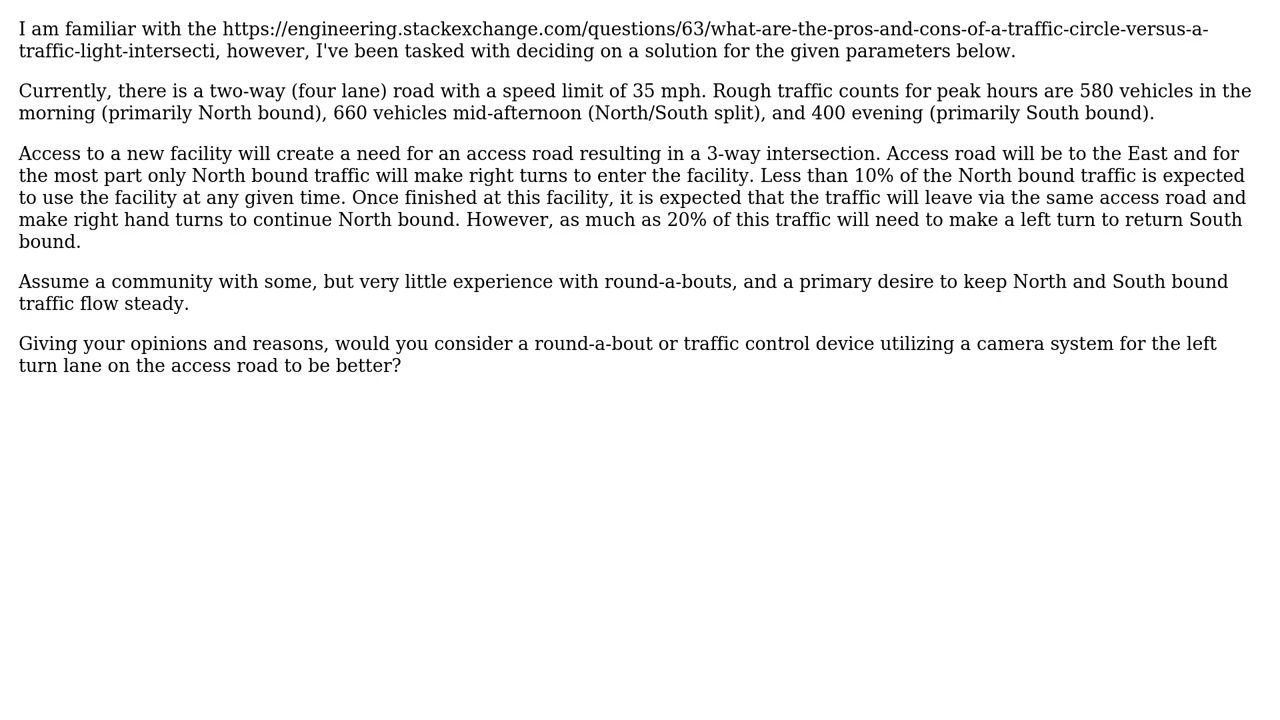 I am familiar with the https://engineering.stackexchange.com/questions/63/what-are-the-pros-and-cons-of-a-traffic-circle-versus-a-
traffic-light-intersecti, however, I've been tasked with deciding on a solution for the given parameters below.
Currently, there is a two-way (four lane) road with a speed limit of 35 mph. Rough traffic counts for peak hours are 580 vehicles in the
morning (primarily North bound), 660 vehicles mid-afternoon (North/South split), and 400 evening (primarily South bound).
Access to a new facility will create a need for an access road resulting in a 3-way intersection. Access road will be to the East and for
the most part only North bound traffic will make right turns to enter the facility. Less than 10% of the North bound traffic is expected
to use the facility at any given time. Once finished at this facility, it is expected that the traffic will leave via the same access road and
make right hand turns to continue North bound. However, as much as 20% of this traffic will need to make a left turn to return South
bound.
Assume a community with some, but very little experience with round-a-bouts, and a primary desire to keep North and South bound
traffic flow steady.
Giving your opinions and reasons, would you consider a round-a-bout or traffic control device utilizing a camera system for the left
turn lane on the access road to be better?